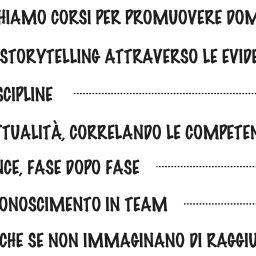 HIAMO CORSI PER PROMUOVERE DOM
STORYTELLING ATTRAVERSO LE EVIDE
SCIPLINE
TTUALITÀ, CORRELANDO LE COMPETEN
NCE, FASE DOPO FASE
ONOSCIMENTO IN TEAM
CHE SE NON IMMAGINANO DI RAGGIU